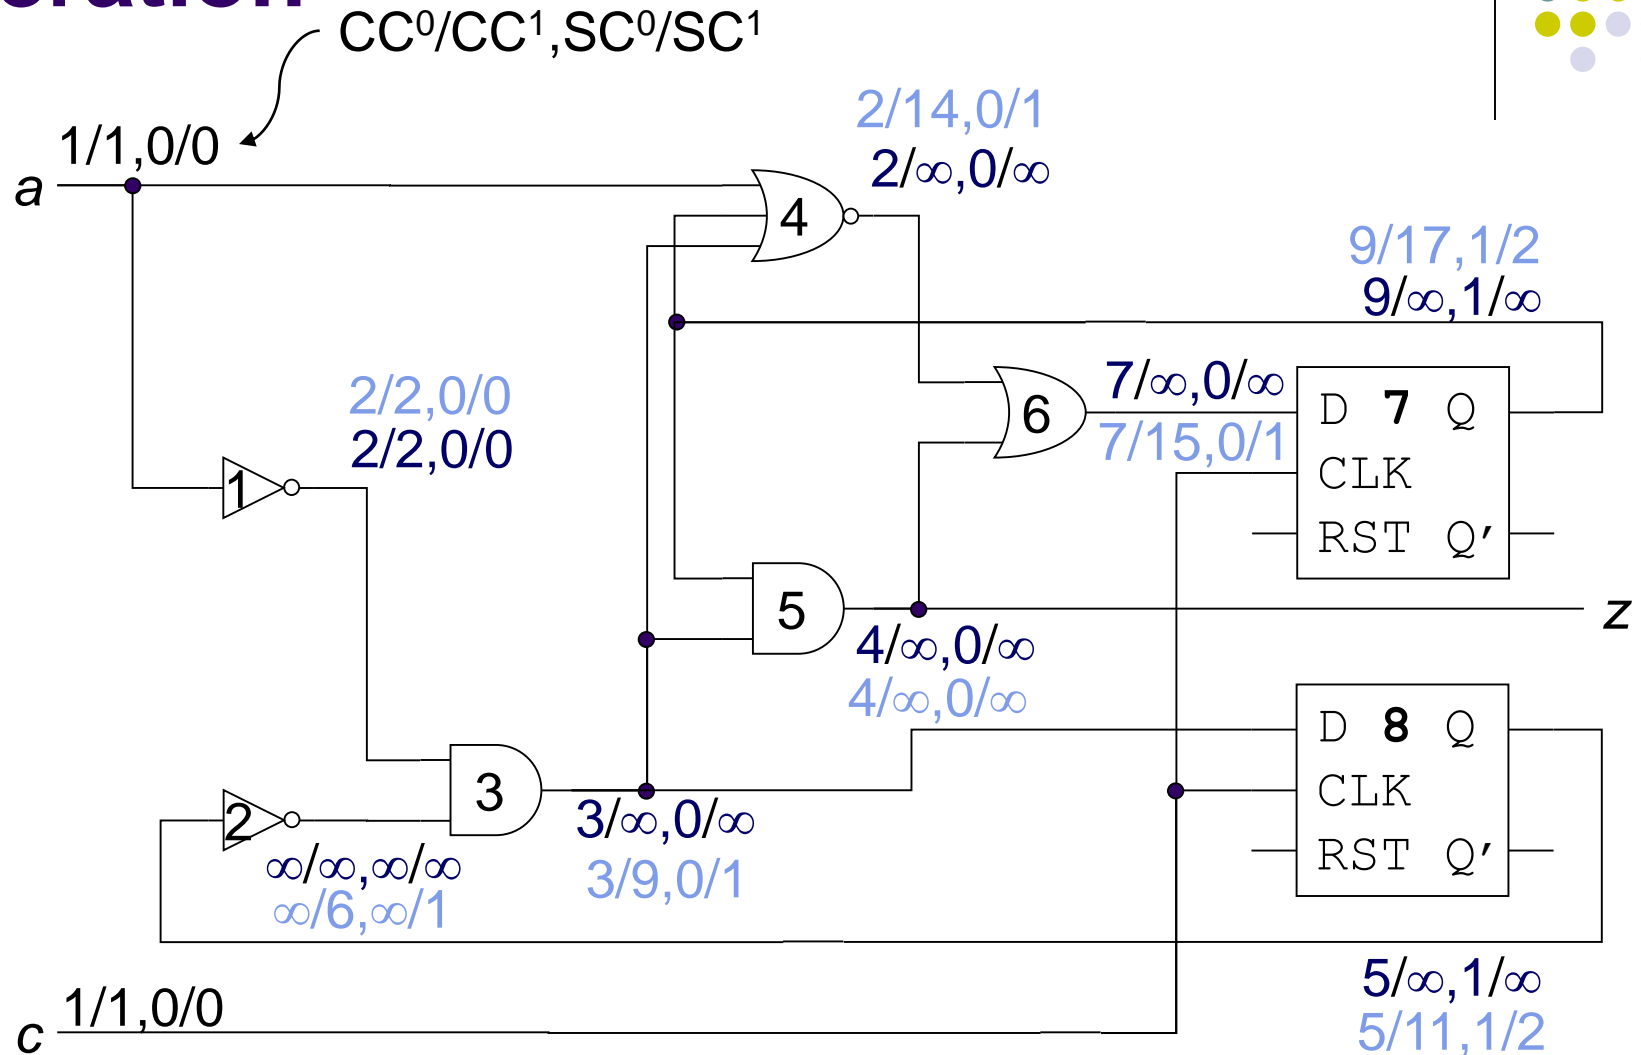 CC⁰/CC¹,SC⁰/SC¹
1/1,0/0
a
2/14,0/1
2/∞,0/∞
4
9/17,1/2
9/∞,1/∞
2/2,0/0
2/2,0/0
1
7/∞,0/∞
7/15,0/1
6
D 7 Q
CLK
RST Q′
5
z
4/∞,0/∞
4/∞,0/∞
D 8 Q
CLK
RST Q′
3
3/∞,0/∞
3/9,0/1
2
∞/∞,∞/∞
∞/6,∞/1
5/∞,1/∞
5/11,1/2
1/1,0/0
c